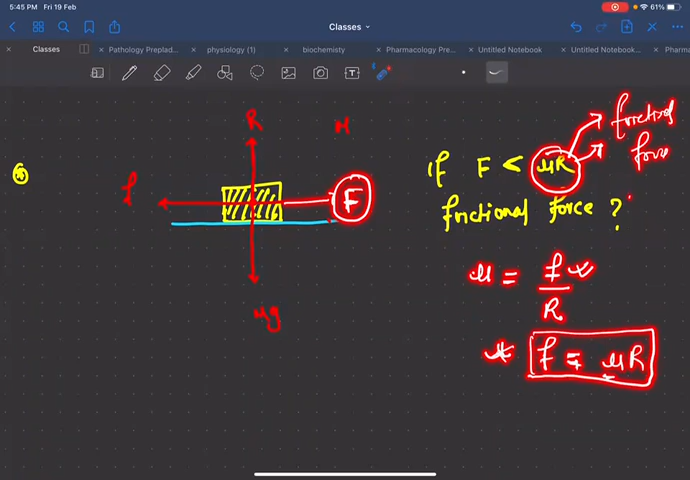 5:45 PM Fri 19 Feb
61%
Classes
Classes
Pathology Preplad...
physiology (1)
biochemisty
Pharmacology Pre...
Untitled Notebook
Untitled Notebook...
Pharma
R
f
F
mg
frictional
force
if F < μR
frictional force ?
μ = f
R
* f = μR